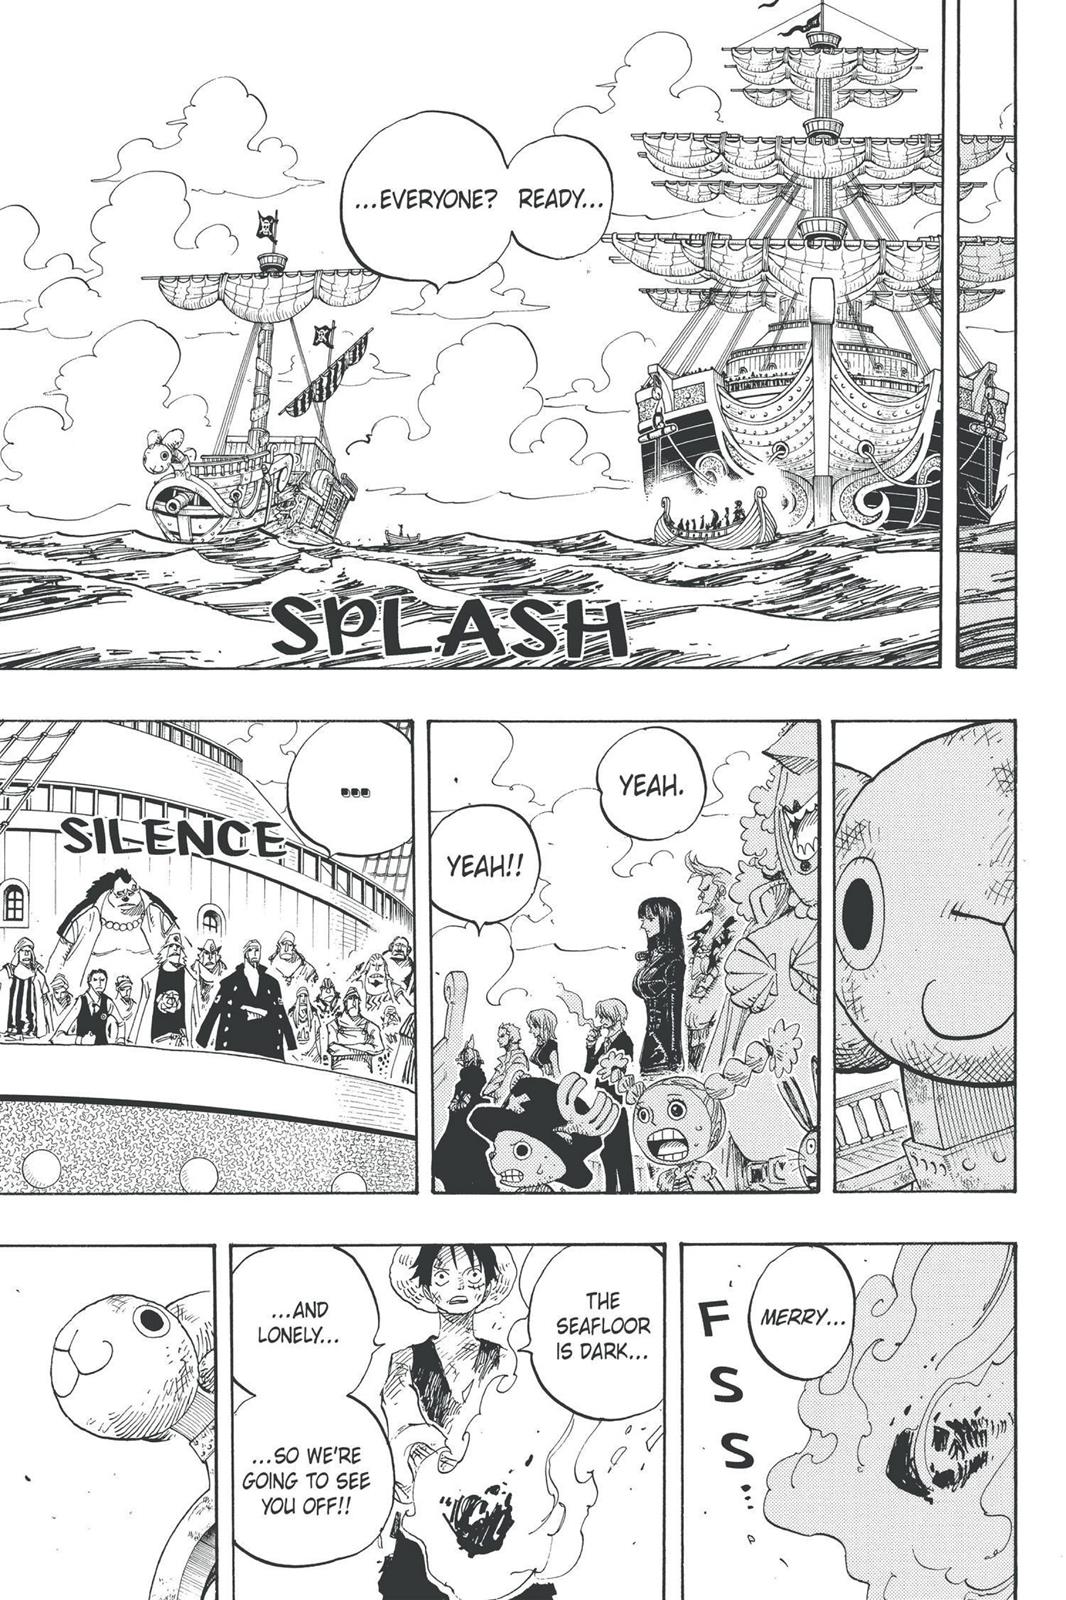 READY...
...EVERYONE?
SPLASH
YEAH.
YEAH!!
...
SILENCE
MERRY...
FSS...
THE
SEAFLOOR
IS DARK...
...AND
LONELY...
...SO WE'RE
GOING TO SEE
YOU OFF!!